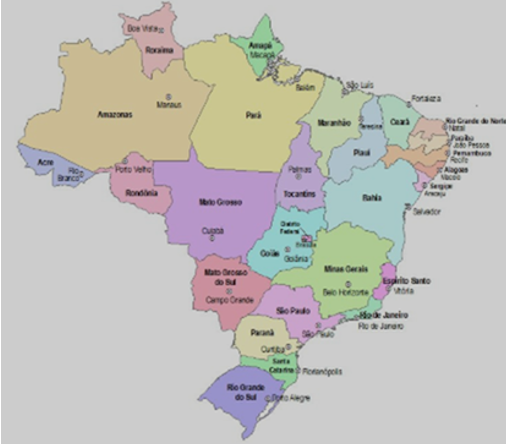 Boa Vista
Roraima
Amapá
Macapá
Belém
São Luís
Fortaleza
Manaus
Amazonas
Pará
Maranhão
Teresina
Ceará
Rio Grande do Norte
Natal
Paraíba
João Pessoa
Pernambuco
Recife
Acre
Rio
Branco
Porto Velho
Rondônia
Piauí
Palmas
Tocantins
Alagoas
Maceió
Sergipe
Aracaju
Mato Grosso
Bahia
Salvador
Cuiabá
Distrito
Federal
Brasília
Goiás
Goiânia
Minas Gerais
Belo Horizonte
Espírito Santo
Vitória
Mato Grosso
do Sul
Campo Grande
São Paulo
São Paulo
Rio de Janeiro
Rio de Janeiro
Paraná
Curitiba
Santa
Catarina
Florianópolis
Rio Grande
do Sul
Porto Alegre